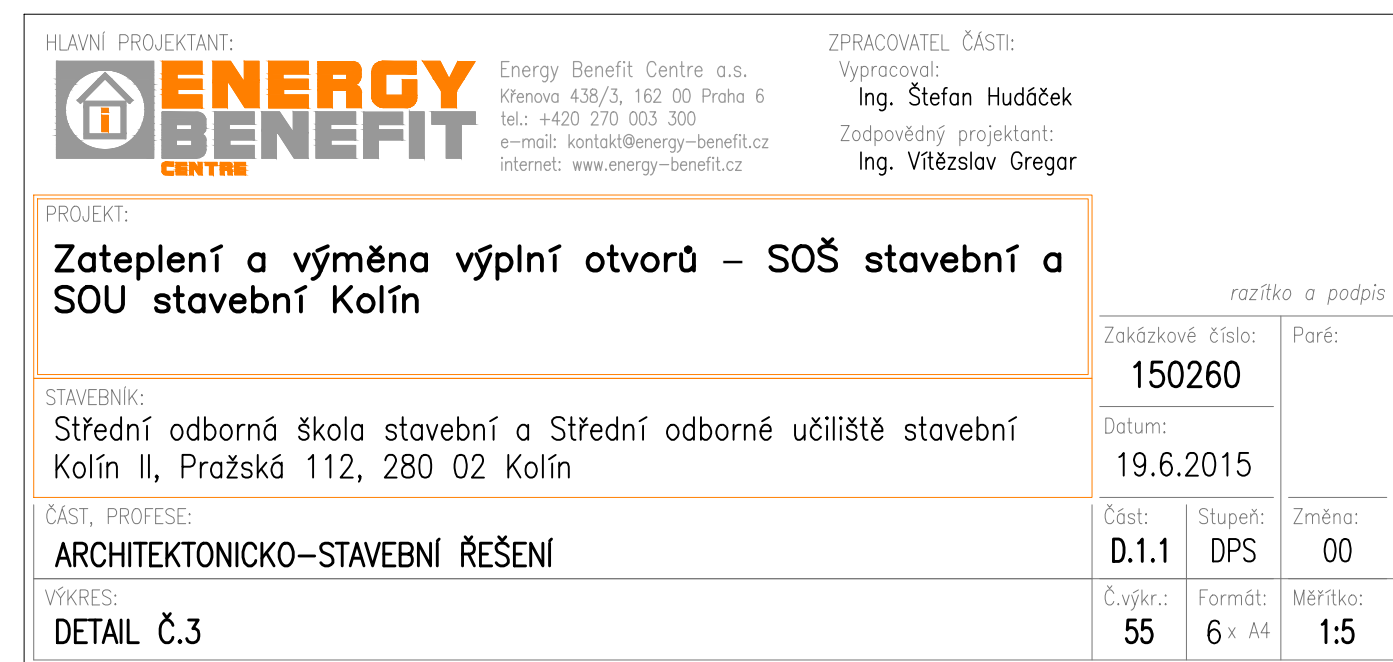 HLAVNÍ PROJEKTANT:
ENERGY
BENEFIT
CENTRE
Energy Benefit Centre a.s.
Křenova 438/3, 162 00 Praha 6
tel.: +420 270 003 300
e-mail: kontakt@energy-benefit.cz
internet: www.energy-benefit.cz
ZPRACOVATEL ČÁSTI:
Vypracoval:
Ing. Štefan Hudáček
Zodpovědný projektant:
Ing. Vítězslav Gregar
PROJEKT:
Zateplení a výměna výplní otvorů – SOŠ stavební a
SOU stavební Kolín
razítko a podpis
Zakázkové číslo:
150260
Paré:
STAVEBNÍK:
Střední odborná škola stavební a Střední odborné učiliště stavební
Kolín II, Pražská 112, 280 02 Kolín
Datum:
19.6.2015
ČÁST, PROFESE:
ARCHITEKTONICKO-STAVEBNÍ ŘEŠENÍ
Část:
D.1.1
Stupeň:
DPS
Změna:
00
VÝKRES:
DETAIL Č.3
Č.výkr.:
55
Formát:
6 x A4
Měřítko:
1:5